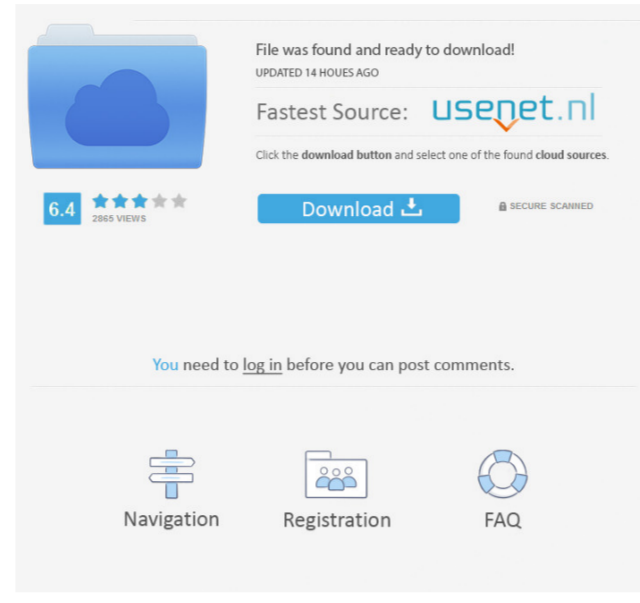 File was found and ready to download!
UPDATED 14 HOUES AGO
Fastest Source: usenet.nl
Click the download button and select one of the found cloud sources.
6.4
2865 VIEWS
Download
SECURE SCANNED
You need to log in before you can post comments.
Navigation
Registration
FAQ